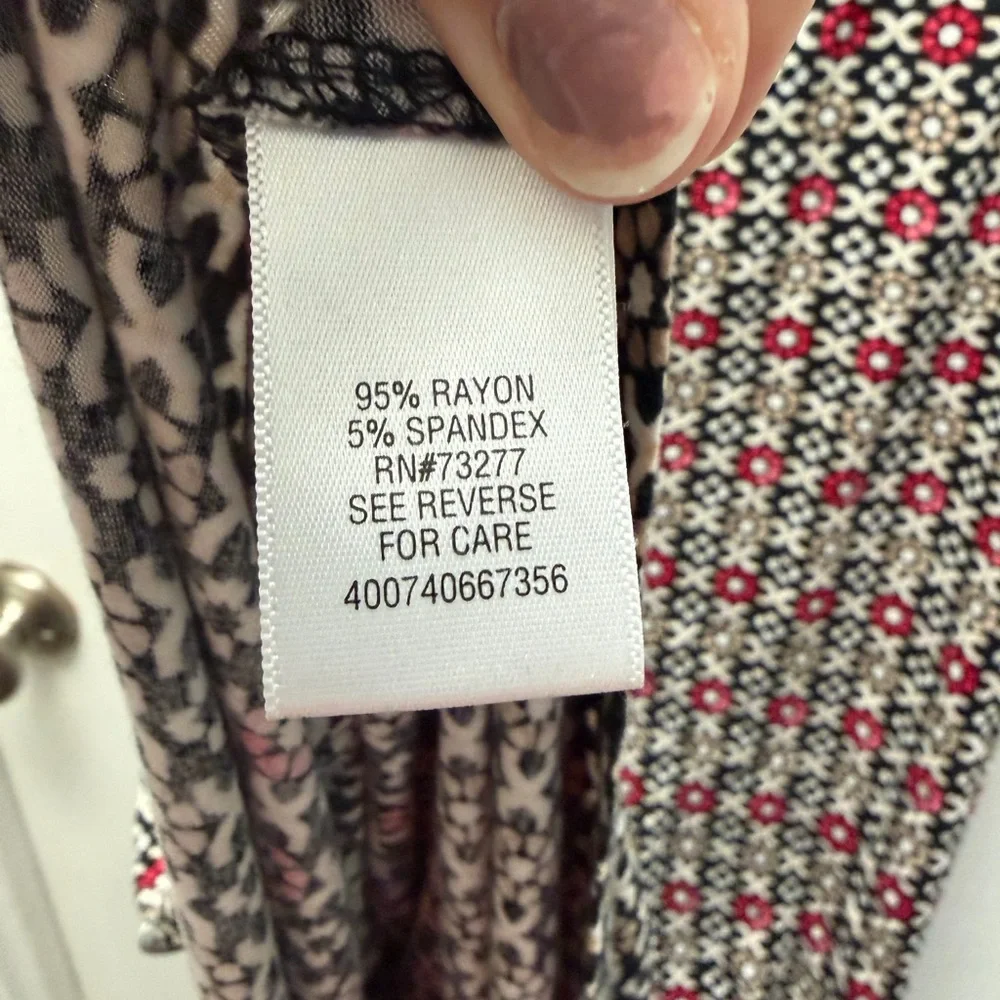 95% RAYON
5% SPANDEX
RN#73277
SEE REVERSE
FOR CARE
400740667356